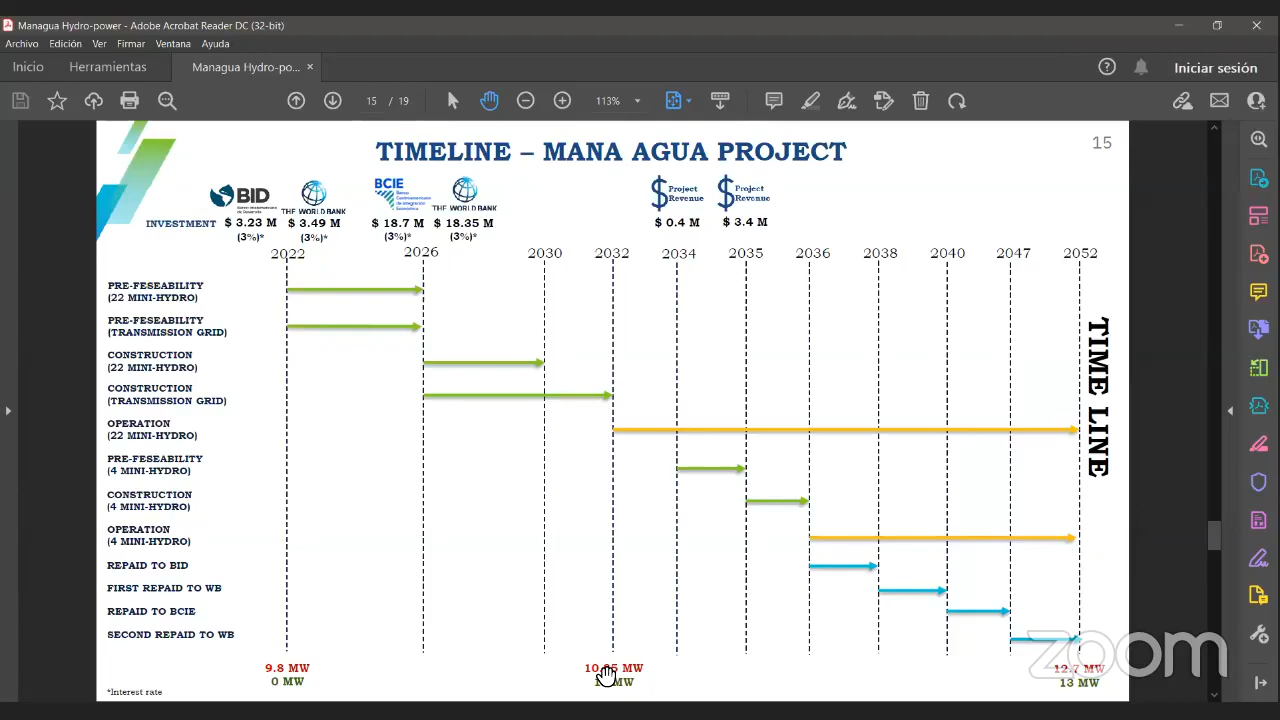 Managua Hydro-power - Adobe Acrobat Reader DC (32-bit)
Archivo Edición Ver Firmar Ventana Ayuda
Inicio Herramientas Managua Hydro-po... × Iniciar sesión
15 / 19 113%
15
TIMELINE – MANA AGUA PROJECT
BID THE WORLD BANK BCIE THE WORLD BANK $ Project Revenue $ Project Revenue
INVESTMENT $ 3.23 M $ 3.49 M $ 18.7 M $ 18.35 M $ 0.4 M $ 3.4 M
(3%)* (3%)* (3%)* (3%)*
2022 2026 2030 2032 2034 2035 2036 2038 2040 2047 2052
PRE-FESEABILITY
(22 MINI-HYDRO)
PRE-FESEABILITY
(TRANSMISSION GRID)
CONSTRUCTION
(22 MINI-HYDRO)
CONSTRUCTION
(TRANSMISSION GRID)
OPERATION
(22 MINI-HYDRO)
PRE-FESEABILITY
(4 MINI-HYDRO)
CONSTRUCTION
(4 MINI-HYDRO)
OPERATION
(4 MINI-HYDRO)
REPAID TO BID
FIRST REPAID TO WB
REPAID TO BCIE
SECOND REPAID TO WB
TIME LINE
9.8 MW MW 12.7 MW
0 MW MW 13 MW
*Interest rate
zoom